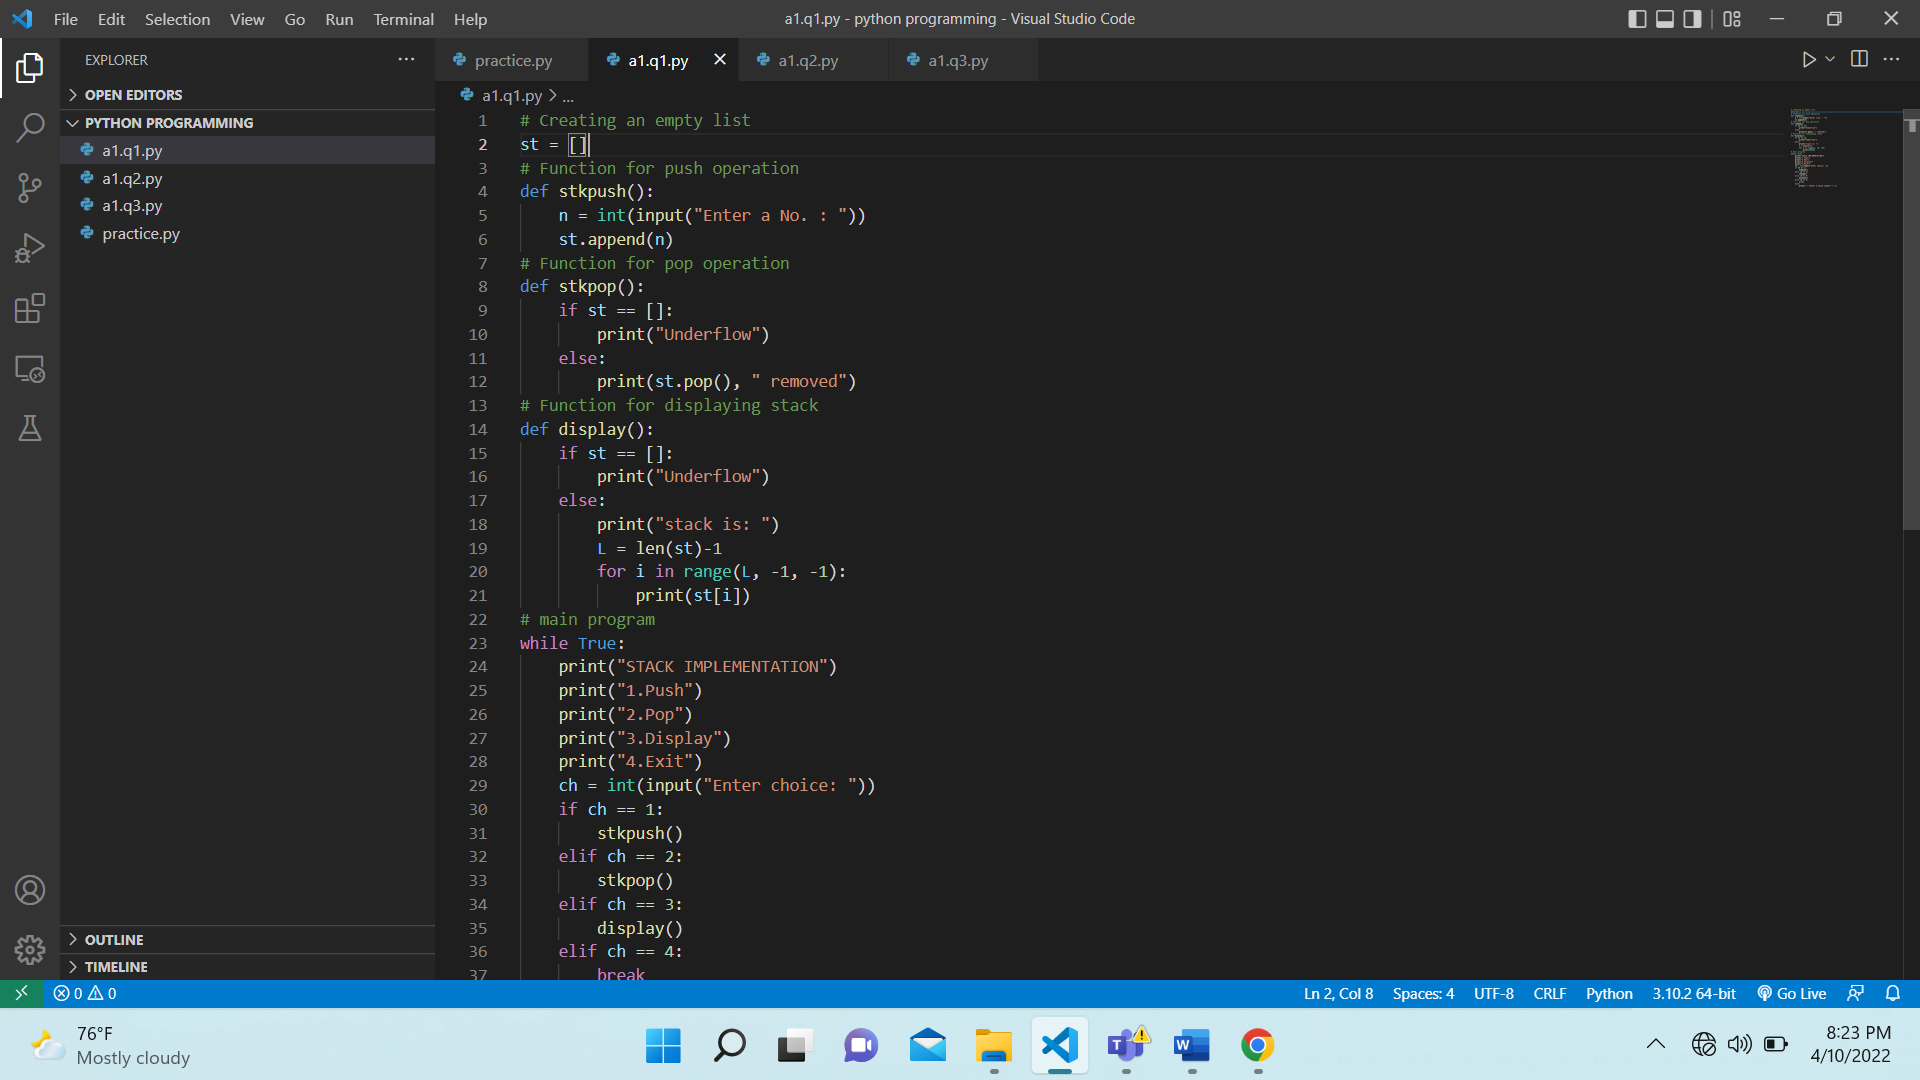 File Edit Selection View Go Run Terminal Help
a1.q1.py - python programming - Visual Studio Code
EXPLORER
OPEN EDITORS
PYTHON PROGRAMMING
a1.q1.py
a1.q2.py
a1.q3.py
practice.py
OUTLINE
TIMELINE
practice.py a1.q1.py a1.q2.py a1.q3.py
a1.q1.py > ...
1 # Creating an empty list
2 st = []
3 # Function for push operation
4 def stkpush():
5     n = int(input("Enter a No. : "))
6     st.append(n)
7 # Function for pop operation
8 def stkpop():
9     if st == []:
10         print("Underflow")
11     else:
12         print(st.pop(), " removed")
13 # Function for displaying stack
14 def display():
15     if st == []:
16         print("Underflow")
17     else:
18         print("stack is: ")
19         L = len(st)-1
20         for i in range(L, -1, -1):
21             print(st[i])
22 # main program
23 while True:
24     print("STACK IMPLEMENTATION")
25     print("1.Push")
26     print("2.Pop")
27     print("3.Display")
28     print("4.Exit")
29     ch = int(input("Enter choice: "))
30     if ch == 1:
31         stkpush()
32     elif ch == 2:
33         stkpop()
34     elif ch == 3:
35         display()
36     elif ch == 4:
37         break
0 0
Ln 2, Col 8 Spaces: 4 UTF-8 CRLF Python 3.10.2 64-bit Go Live
76°F
Mostly cloudy
8:23 PM
4/10/2022